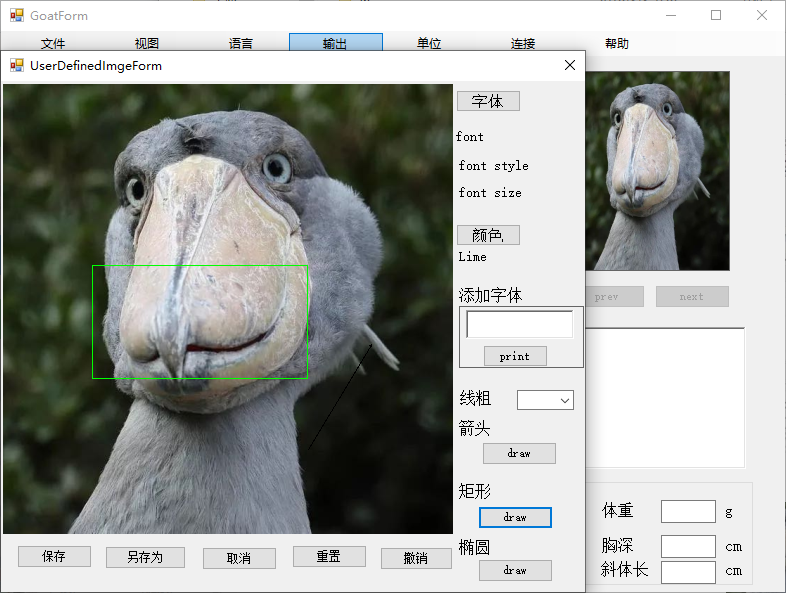 GoatForm
文件 视图 语言 输出 单位 连接 帮助
UserDefinedImgeForm
字体
font
font style
font size
颜色
Lime
添加字体
print
线粗
箭头
draw
矩形
draw
椭圆
draw
保存 另存为 取消 重置 撤销
prev next
体重 g
胸深 cm
斜体长 cm